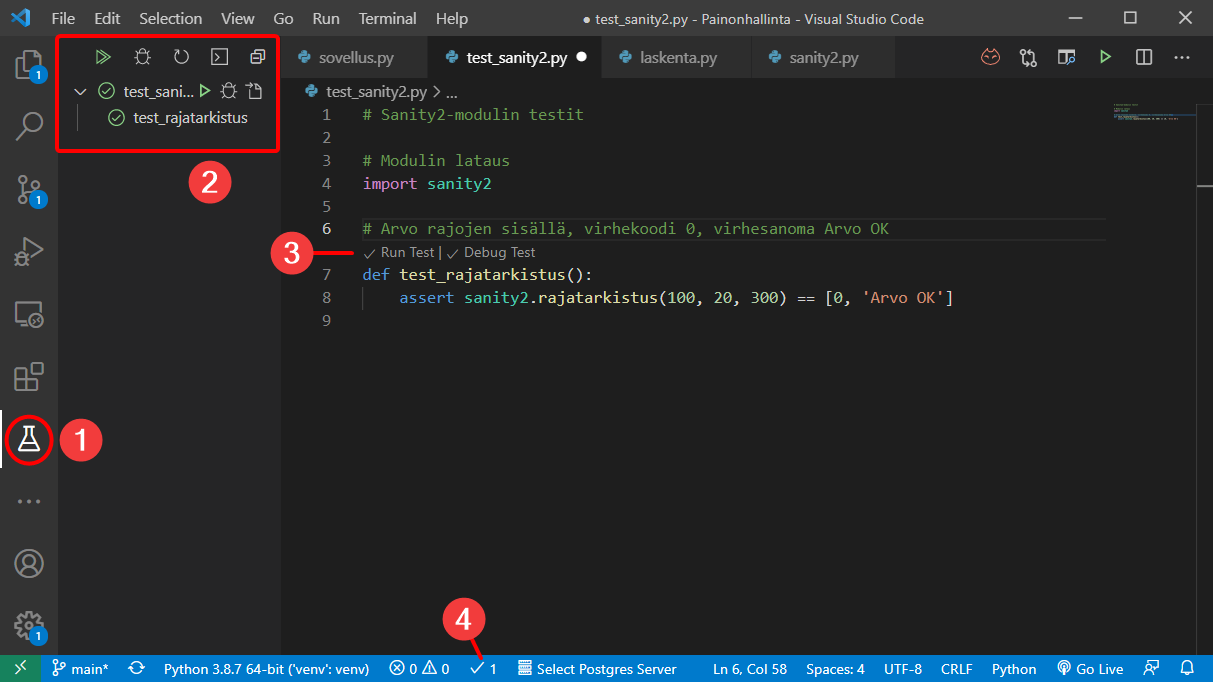 File Edit Selection View Go Run Terminal Help ● test_sanity2.py - Painonhallinta - Visual Studio Code
sovellus.py test_sanity2.py ● laskenta.py sanity2.py
test_sani...
test_rajatarkistus
test_sanity2.py > ...
1 # Sanity2-modulin testit
2
3 # Modulin lataus
4 import sanity2
5
6 # Arvo rajojen sisällä, virhekoodi 0, virhesanoma Arvo OK
✓ Run Test | ✓ Debug Test
7 def test_rajatarkistus():
8 assert sanity2.rajatarkistus(100, 20, 300) == [0, 'Arvo OK']
9
1
1
1
1
2
3
4
main* Python 3.8.7 64-bit ('venv': venv) 0 0 ✓ 1 Select Postgres Server Ln 6, Col 58 Spaces: 4 UTF-8 CRLF Python Go Live